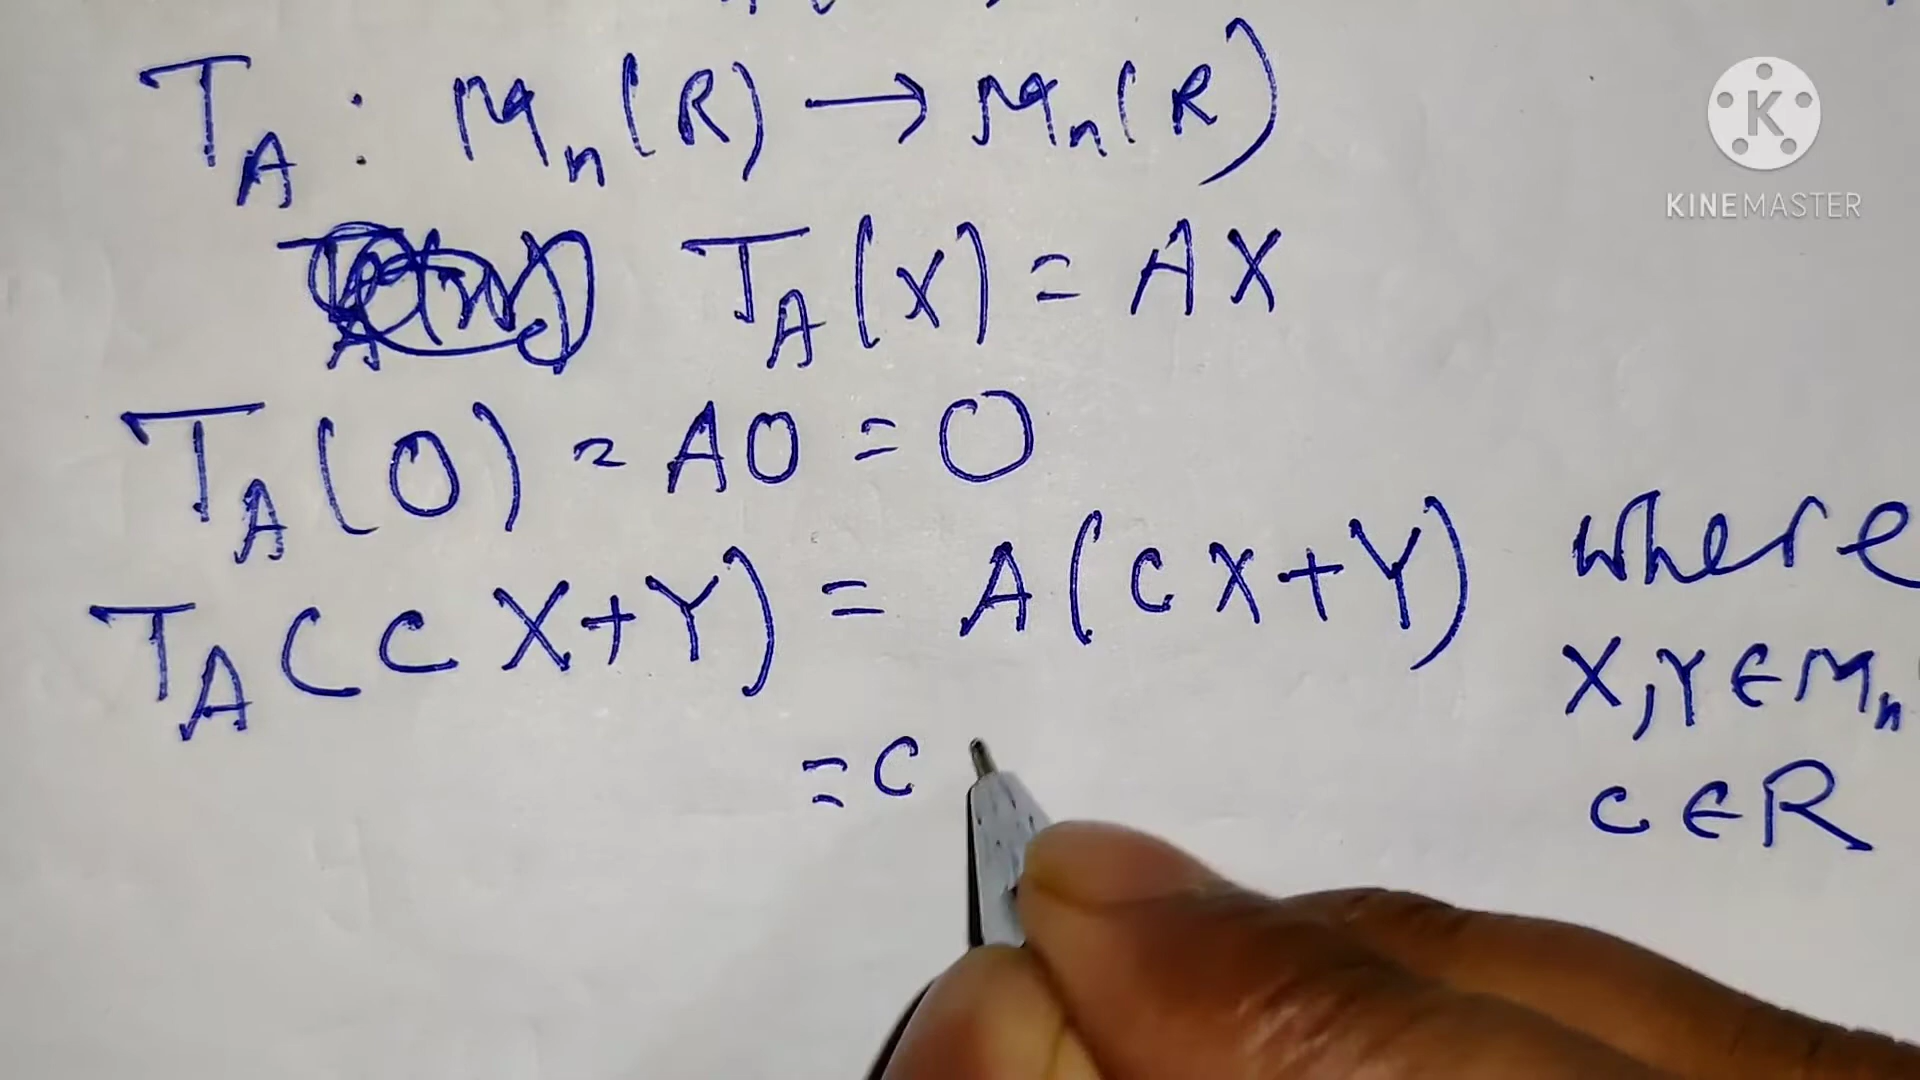 T_A : M_n(R) → M_n(R)
T_A(X) = AX
T_A(0) = A0 = 0
T_A(CX+Y) = A(CX+Y) where
X, Y ∈ M_n
= C
C ∈ R
K
KINEMASTER